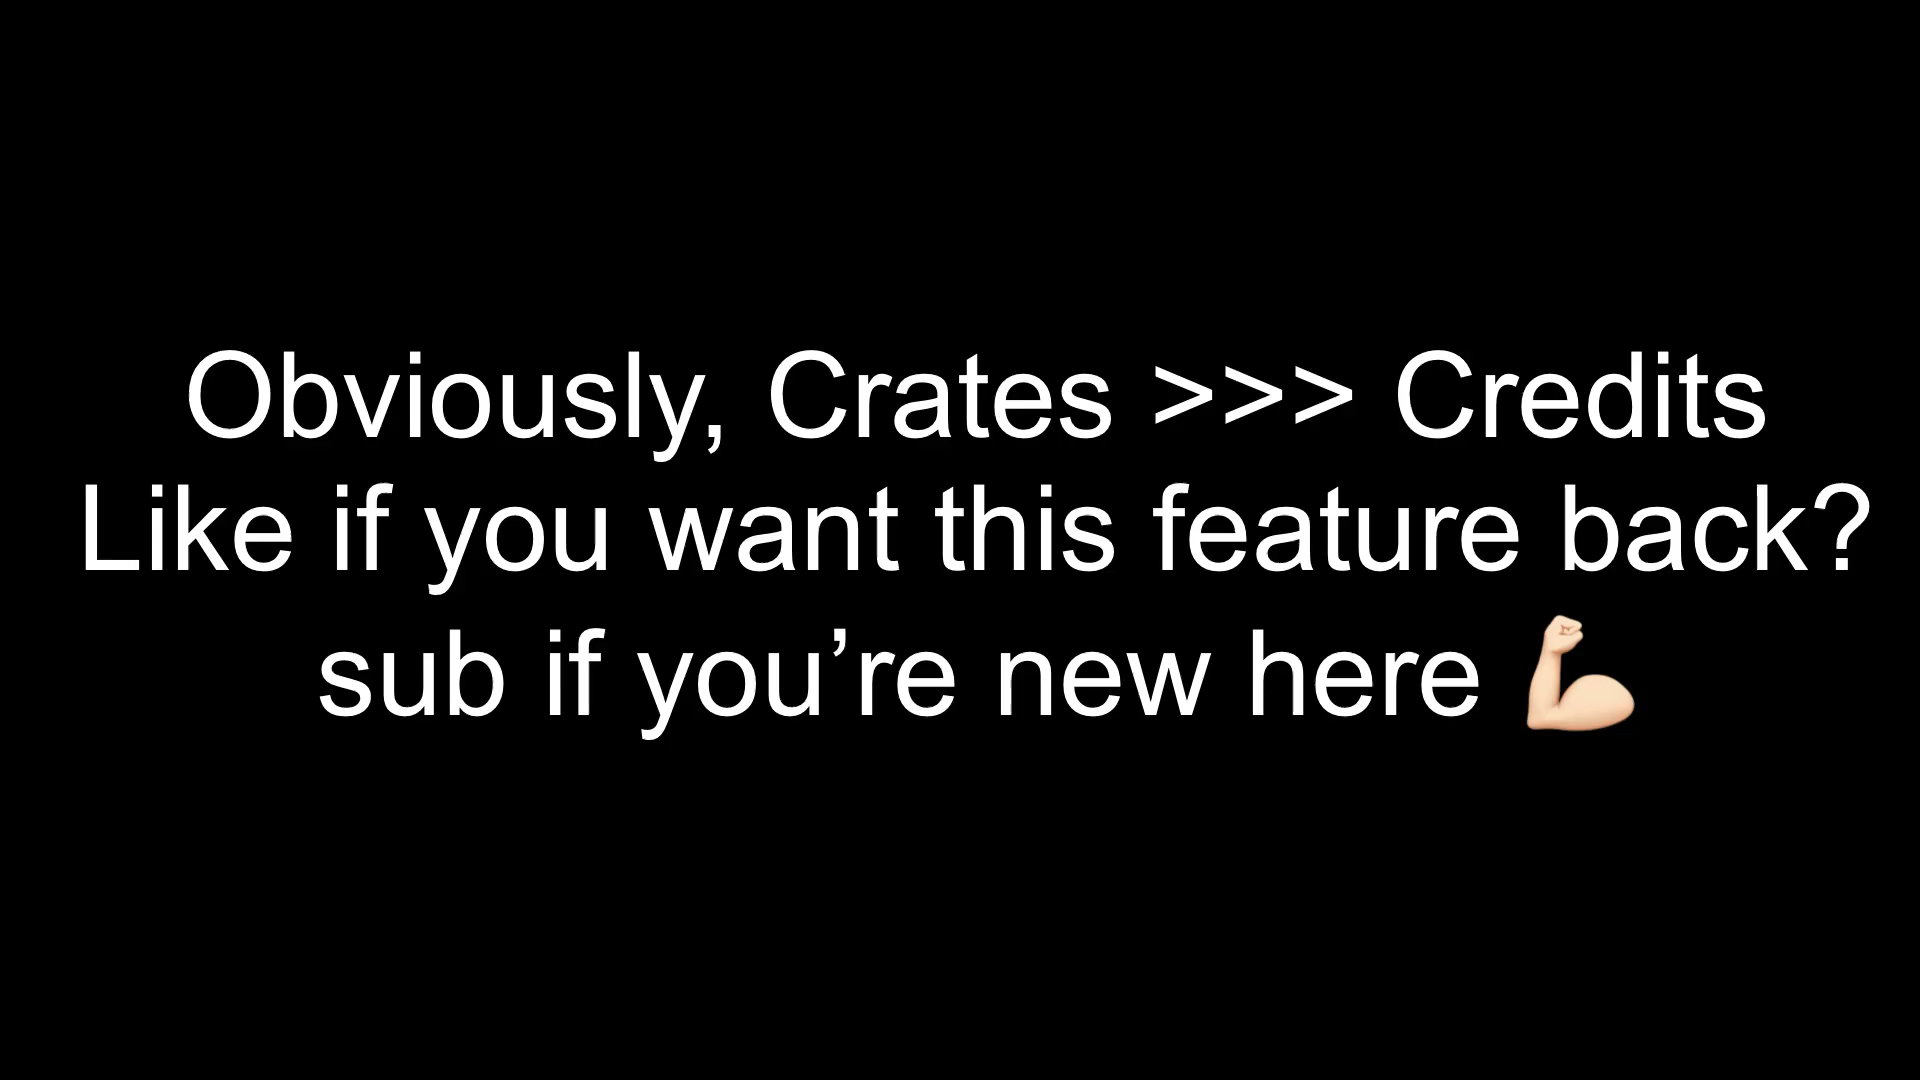 Obviously, Crates >>> Credits
Like if you want this feature back?
sub if you’re new here 💪🏻